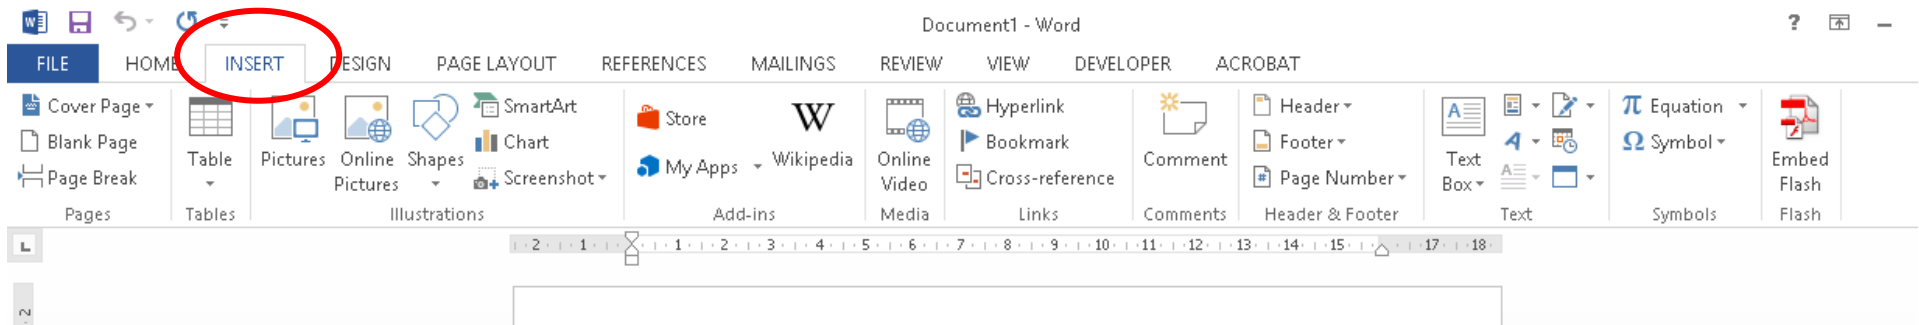 Document1 - Word
?
FILE HOME INSERT DESIGN PAGE LAYOUT REFERENCES MAILINGS REVIEW VIEW DEVELOPER ACROBAT
Cover Page
Blank Page
Page Break
Pages
Table
Tables
Pictures
Online
Pictures
Shapes
SmartArt
Chart
Screenshot
Illustrations
Store
My Apps
W
Wikipedia
Add-ins
Online
Video
Media
Hyperlink
Bookmark
Cross-reference
Links
Comment
Comments
Header
Footer
# Page Number
Header & Footer
A
Text
Box
A
A
Text
π Equation
Ω Symbol
Symbols
Embed
Flash
Flash
L
2 1 1 2 3 4 5 6 7 8 9 10 11 12 13 14 15 17 18
2